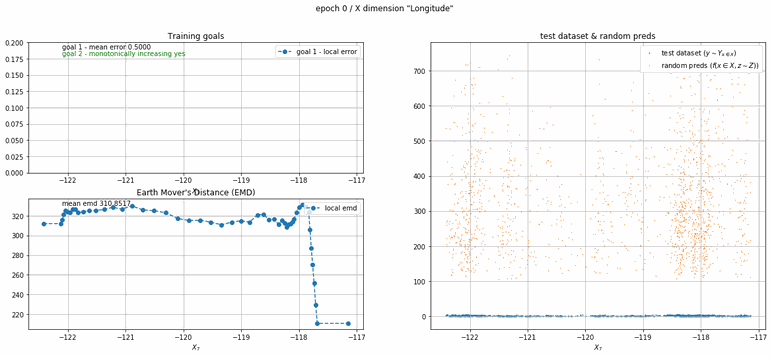 epoch 0 / X dimension "Longitude"
Training goals
goal 1 - mean error 0.5000
goal 2 - monotonically increasing yes
goal 1 - local error
0.200
0.175
0.150
0.125
0.100
0.075
0.050
0.025
0.000
−122 −121 −120 −119 −118 −117
Earth Mover's Distance (EMD)
mean emd 310.8517
local emd
320
300
280
260
240
220
−122 −121 −120 −119 −118 −117
X₇
test dataset & random preds
test dataset (y ~ Yₓ∈ₓ)
random preds (f(x ∈ X, z ~ Z))
700
600
500
400
300
200
100
0
−122 −121 −120 −119 −118 −117
X₇